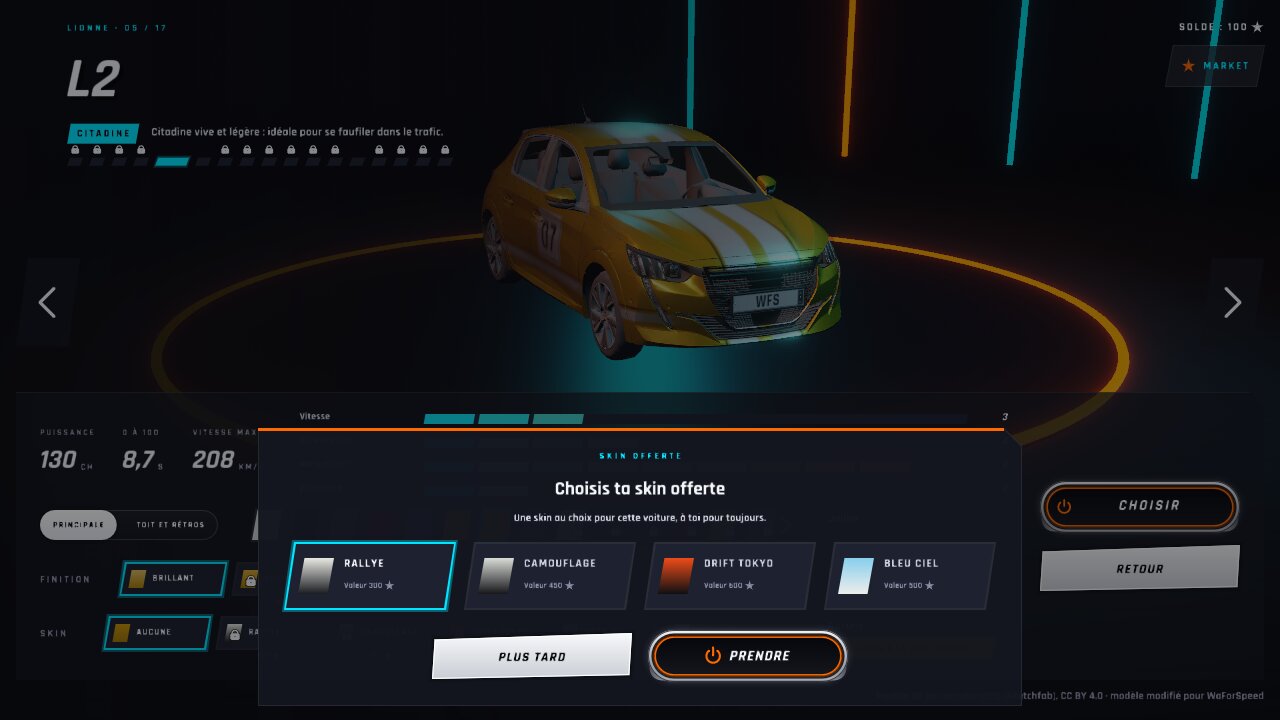 LIONNE · 05 / 17
SOLDE : 100 ★
L2
★ MARKET
CITADINE
Citadine vive et légère : idéale pour se faufiler dans le trafic.
07
WFS
Vitesse
3
PUISSANCE
0 À 100
VITESSE MAX
130 CH
8,7 S
208 KM/
SKIN OFFERTE
Choisis ta skin offerte
Une skin au choix pour cette voiture, à toi pour toujours.
PRINCIPALE
TOIT ET RÉTROS
CHOISIR
RETOUR
FINITION
BRILLANT
RALLYE
Valeur 300 ★
CAMOUFLAGE
Valeur 450 ★
DRIFT TOKYO
Valeur 600 ★
BLEU CIEL
Valeur 500 ★
SKIN
AUCUNE
PLUS TARD
PRENDRE
CC BY 4.0 · modèle modifié pour WaForSpeed